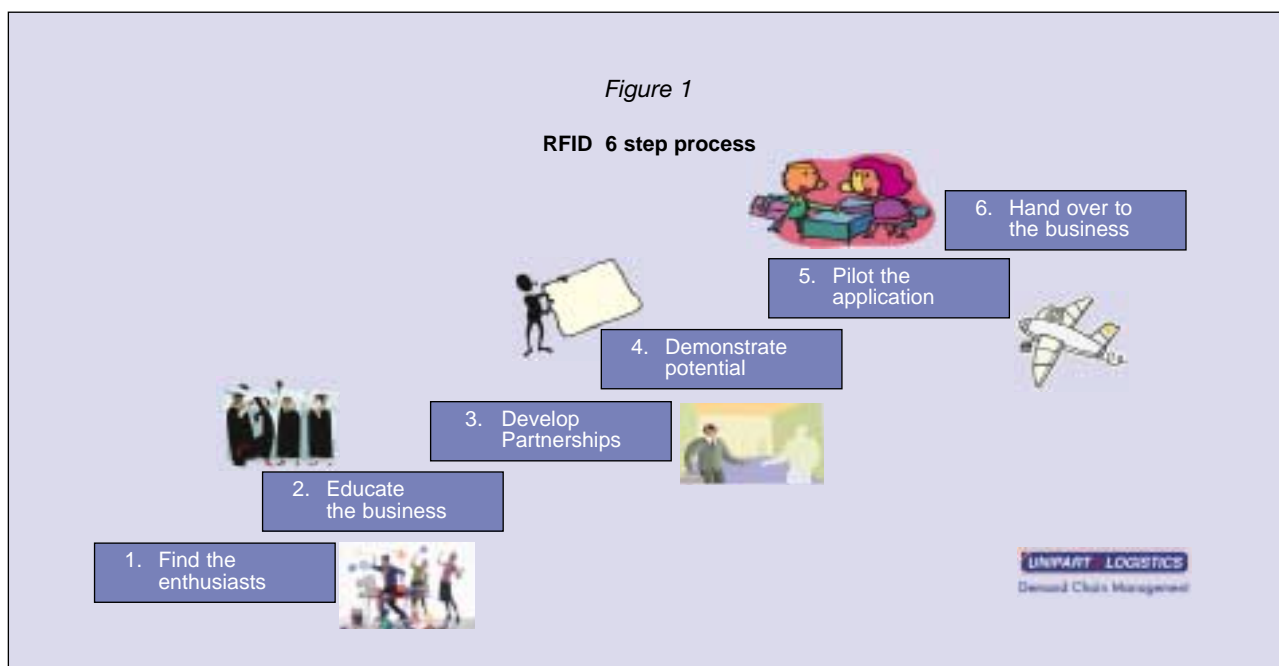 Figure 1
RFID 6 step process
6. Hand over to
the business
5. Pilot the
application
4. Demonstrate
potential
3. Develop
Partnerships
2. Educate
the business
1. Find the
enthusiasts
UNIPART LOGISTICS
Demand Chain Management